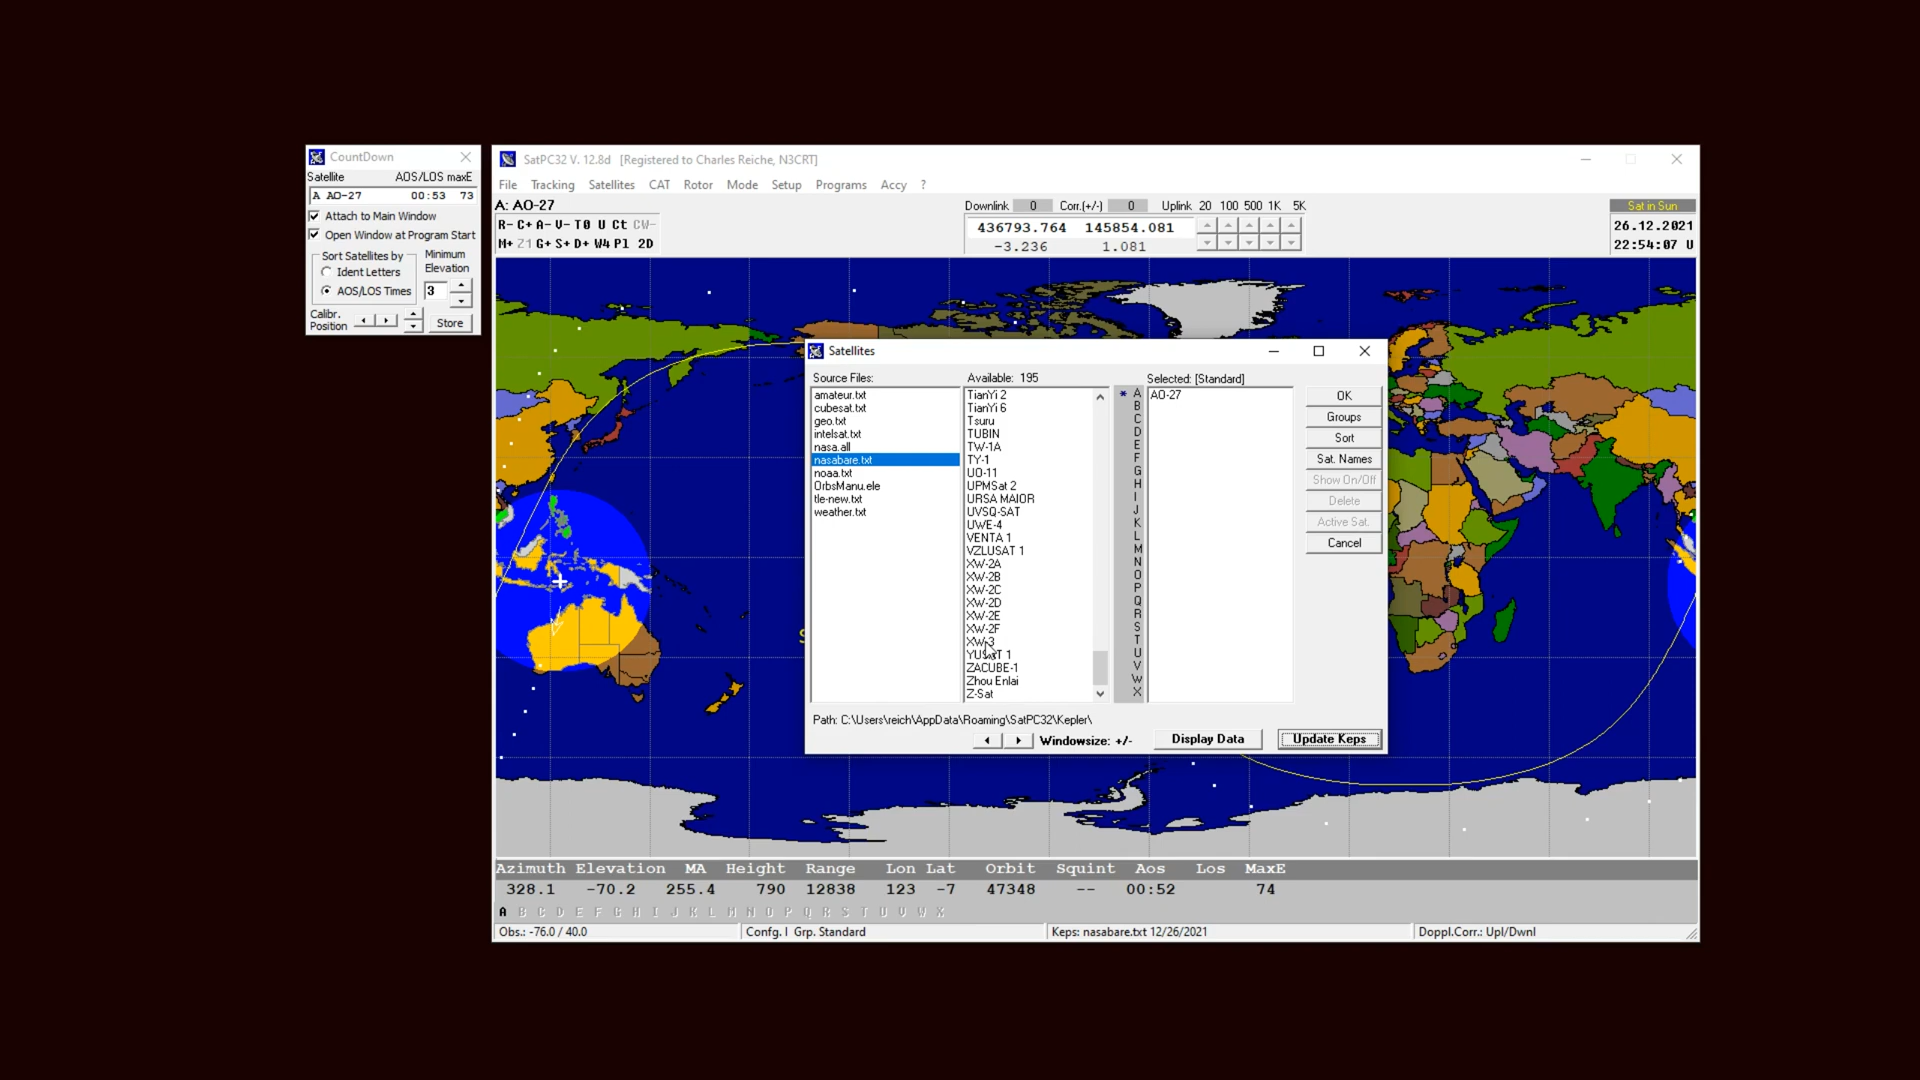 CountDown
Satellite AOS/LOS maxE
A AO-27 00:53 73
Attach to Main Window
Open Window at Program Start
Sort Satellites by
Ident Letters
AOS/LOS Times
Minimum
Elevation
3
Calibr.
Position
Store
SatPC32 V. 12.8d [Registered to Charles Reiche, N3CRT]
File Tracking Satellites CAT Rotor Mode Setup Programs Accy ?
A: AO-27
R- C+ A- V- T0 U Ct CW-
M+ Z1 G+ S+ D+ W4 P1 2D
Downlink 0 Corr.(+/-) 0 Uplink 20 100 500 1K 5K
436793.764 145854.081
-3.236 1.081
Sat in Sun
26.12.2021
22:54:07 U
Satellites
Source Files:
amateur.txt
cubesat.txt
geo.txt
intelsat.txt
nasa.all
nasabare.txt
noaa.txt
OrbsManu.ele
tle-new.txt
weather.txt
Available: 195
TianYi 2
TianYi 6
Tsuru
TUBIN
TW-1A
TY-1
UO-11
UPMSat 2
URSA MAIOR
UVSQ-SAT
UWE-4
VENTA 1
VZLUSAT 1
XW-2A
XW-2B
XW-2C
XW-2D
XW-2E
XW-2F
XW-3
YUSAT 1
ZACUBE-1
Zhou Enlai
Z-Sat
* A
B
C
D
E
F
G
H
I
J
K
L
M
N
O
P
Q
R
S
T
U
V
W
X
Selected: [Standard]
AO-27
OK
Groups
Sort
Sat. Names
Show On/Off
Delete
Active Sat.
Cancel
Path: C:\Users\reich\AppData\Roaming\SatPC32\Kepler\
Windowsize: +/-
Display Data
Update Keps
S
Azimuth Elevation MA Height Range Lon Lat Orbit Squint Aos Los MaxE
328.1 -70.2 255.4 790 12838 123 -7 47348 -- 00:52 74
A B C D E F G H I J K L M N O P Q R S T U V W X
Obs.: -76.0 / 40.0
Confg. I Grp. Standard
Keps: nasabare.txt 12/26/2021
Doppl.Corr.: Upl/Dwnl